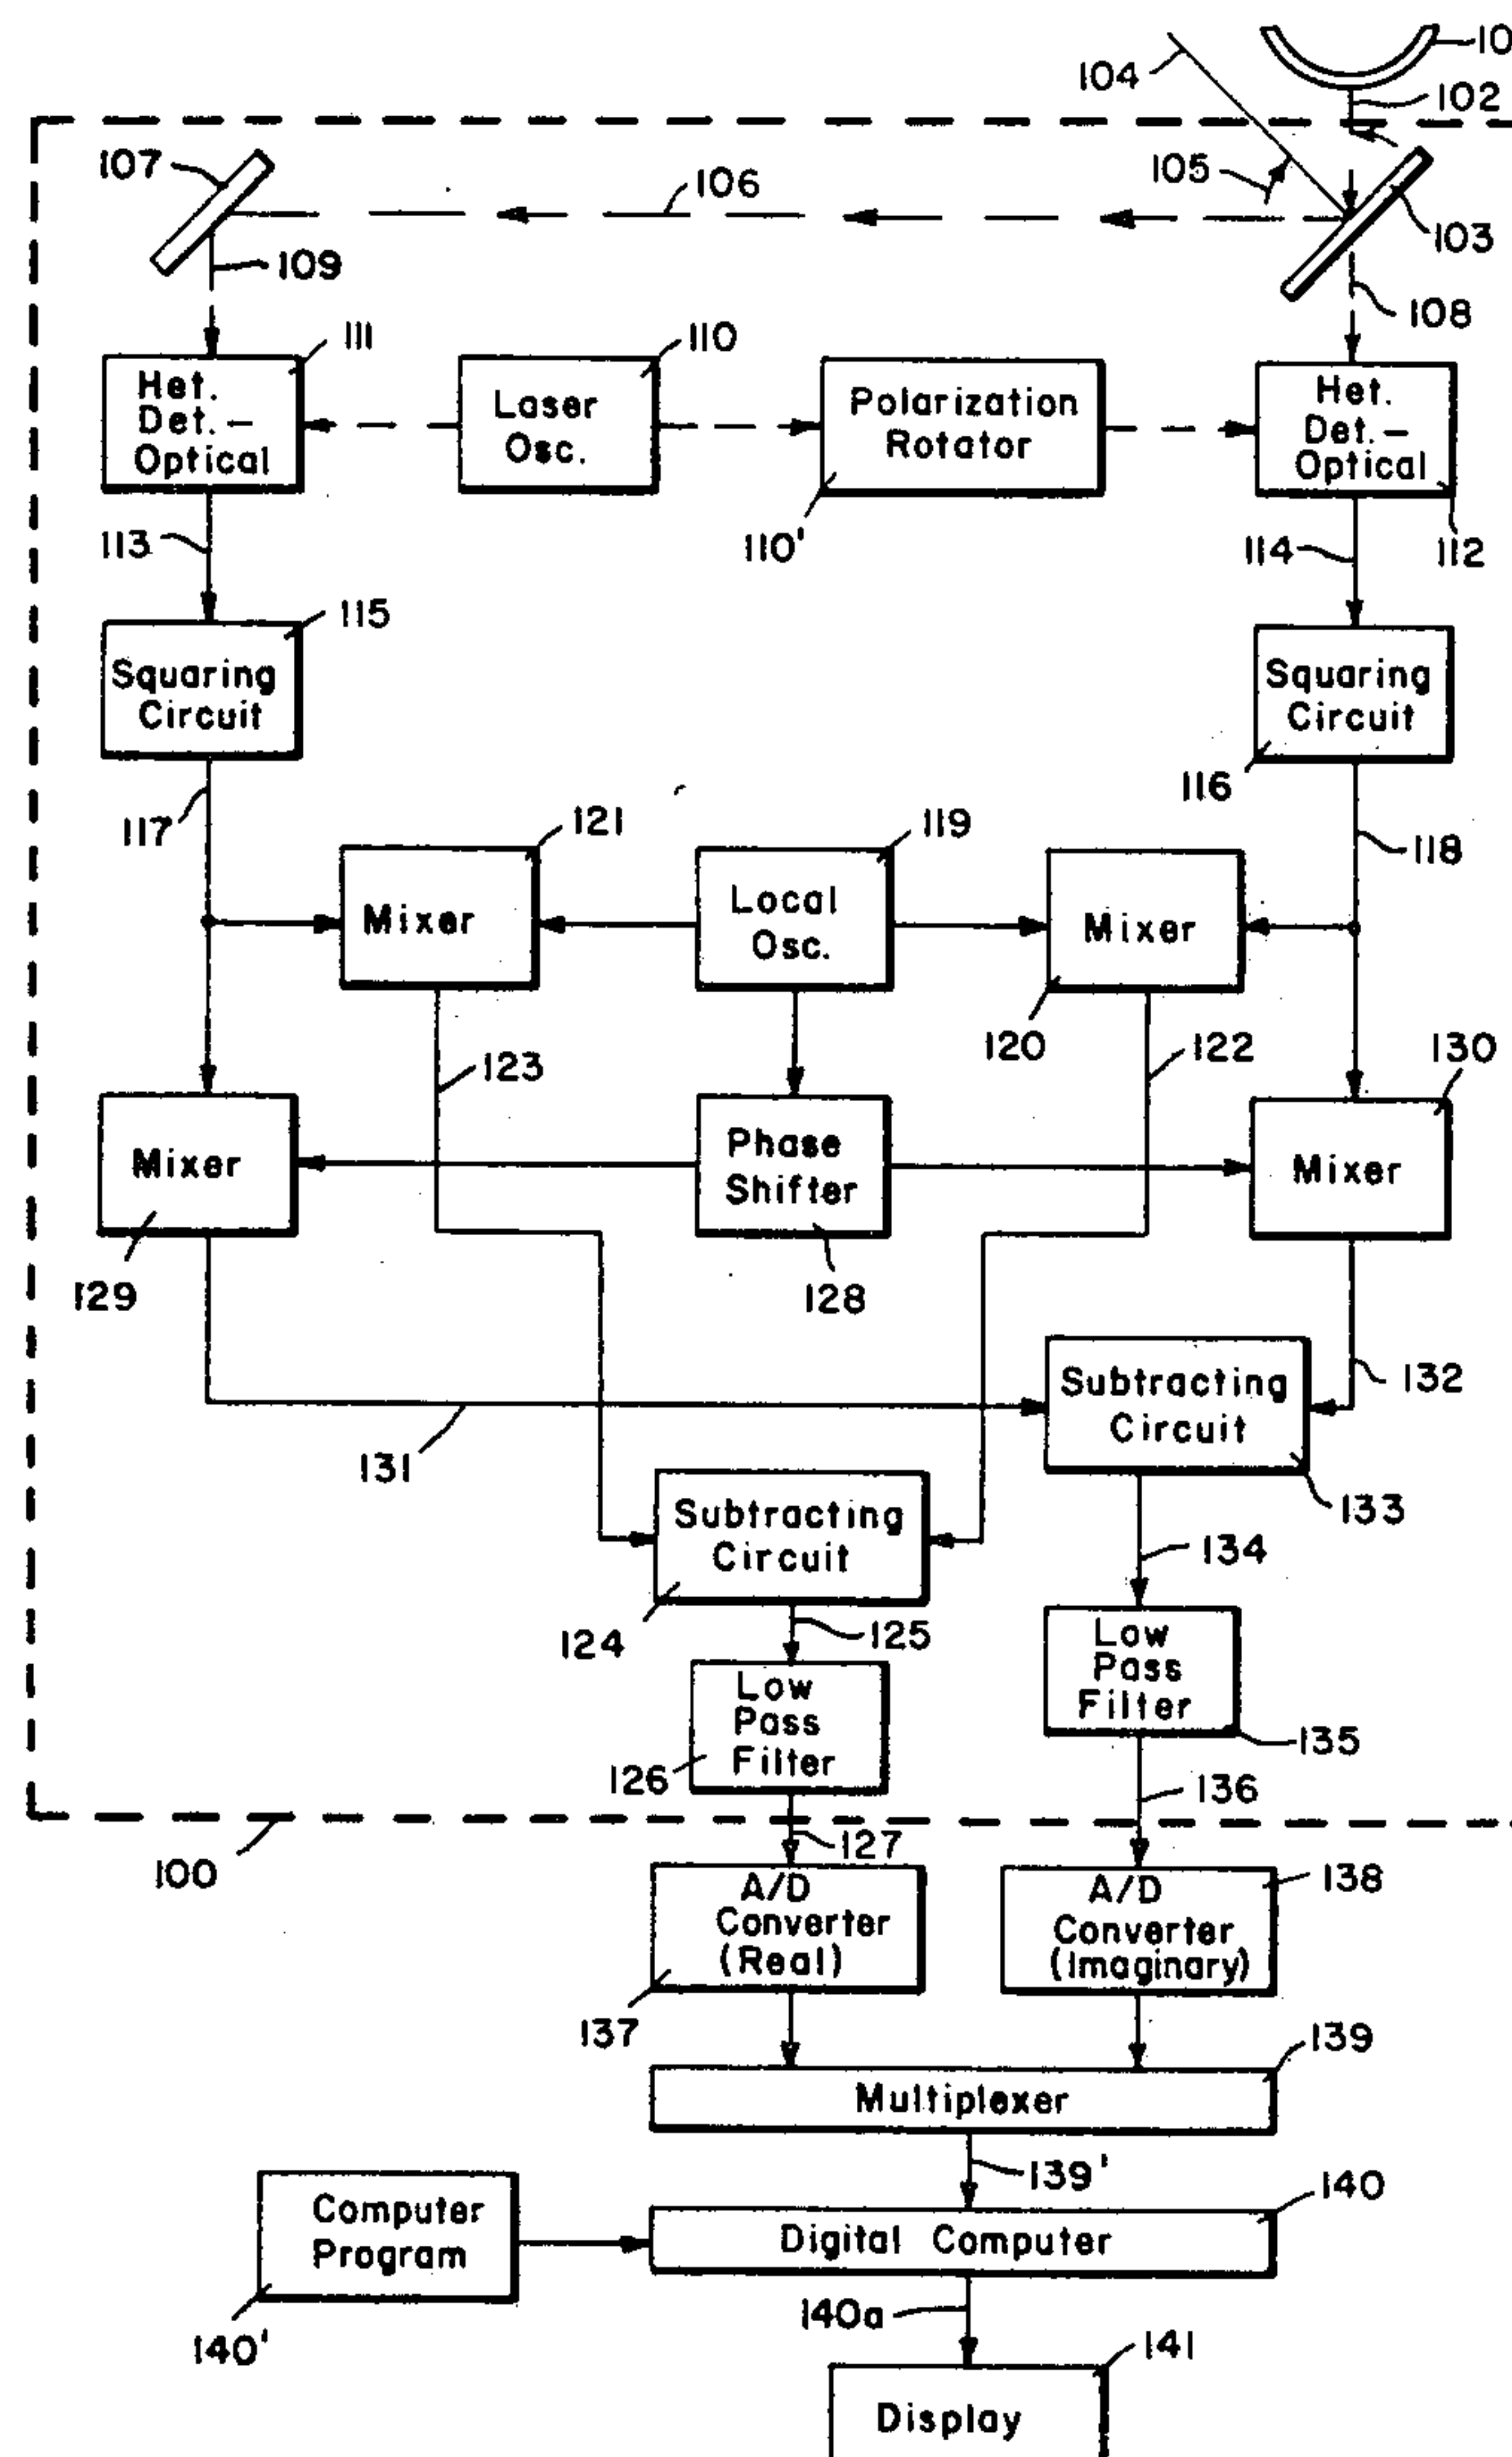 10
104
102
107
106
105
103
109
108
111
110
Het.
Det.-
Optical
Laser
Osc.
Polarization
Rotator
Het.
Det.-
Optical
113
110'
114
112
115
Squaring
Circuit
Squaring
Circuit
116
117
121
119
118
Mixer
Local
Osc.
Mixer
120
122
130
123
Mixer
Phase
Shifter
Mixer
129
128
Subtracting
Circuit
132
131
133
Subtracting
Circuit
134
124
125
Low
Pass
Filter
135
Low
Pass
Filter
126
136
127
100
A/D
Converter
(Real)
A/D
Converter
(Imaginary)
138
137
139
Multiplexer
139'
140
Computer
Program
Digital Computer
140a
140'
141
Display